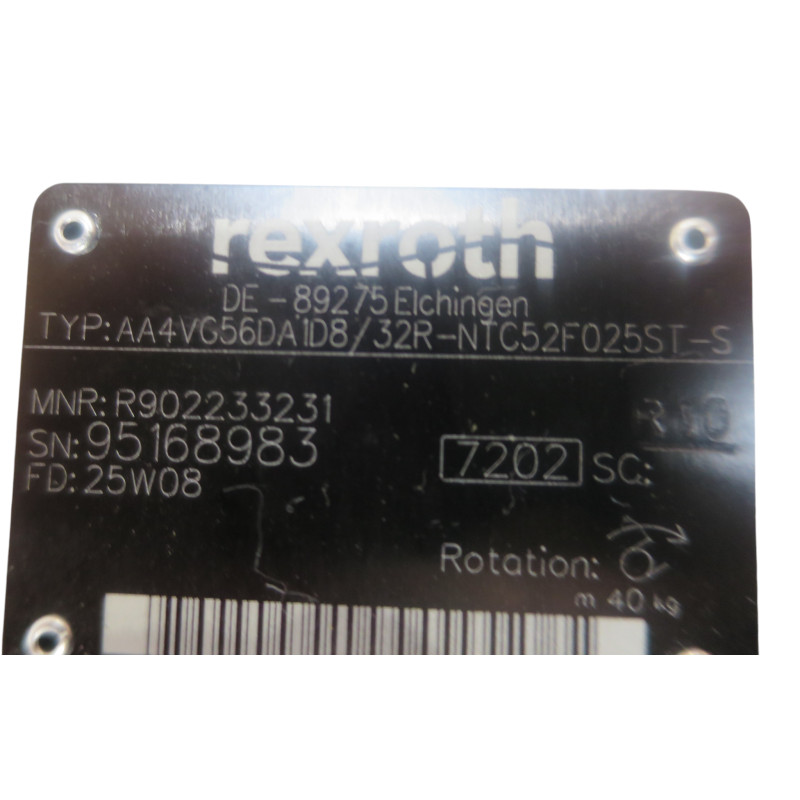 rexroth
DE - 89275 Elchingen
TYP: AA4VG56DA1D8/32R-NTC52F025ST-S
MNR: R902233231
SN: 95168983
7202 SC:
FD: 25W08
Rotation:
m 40 kg